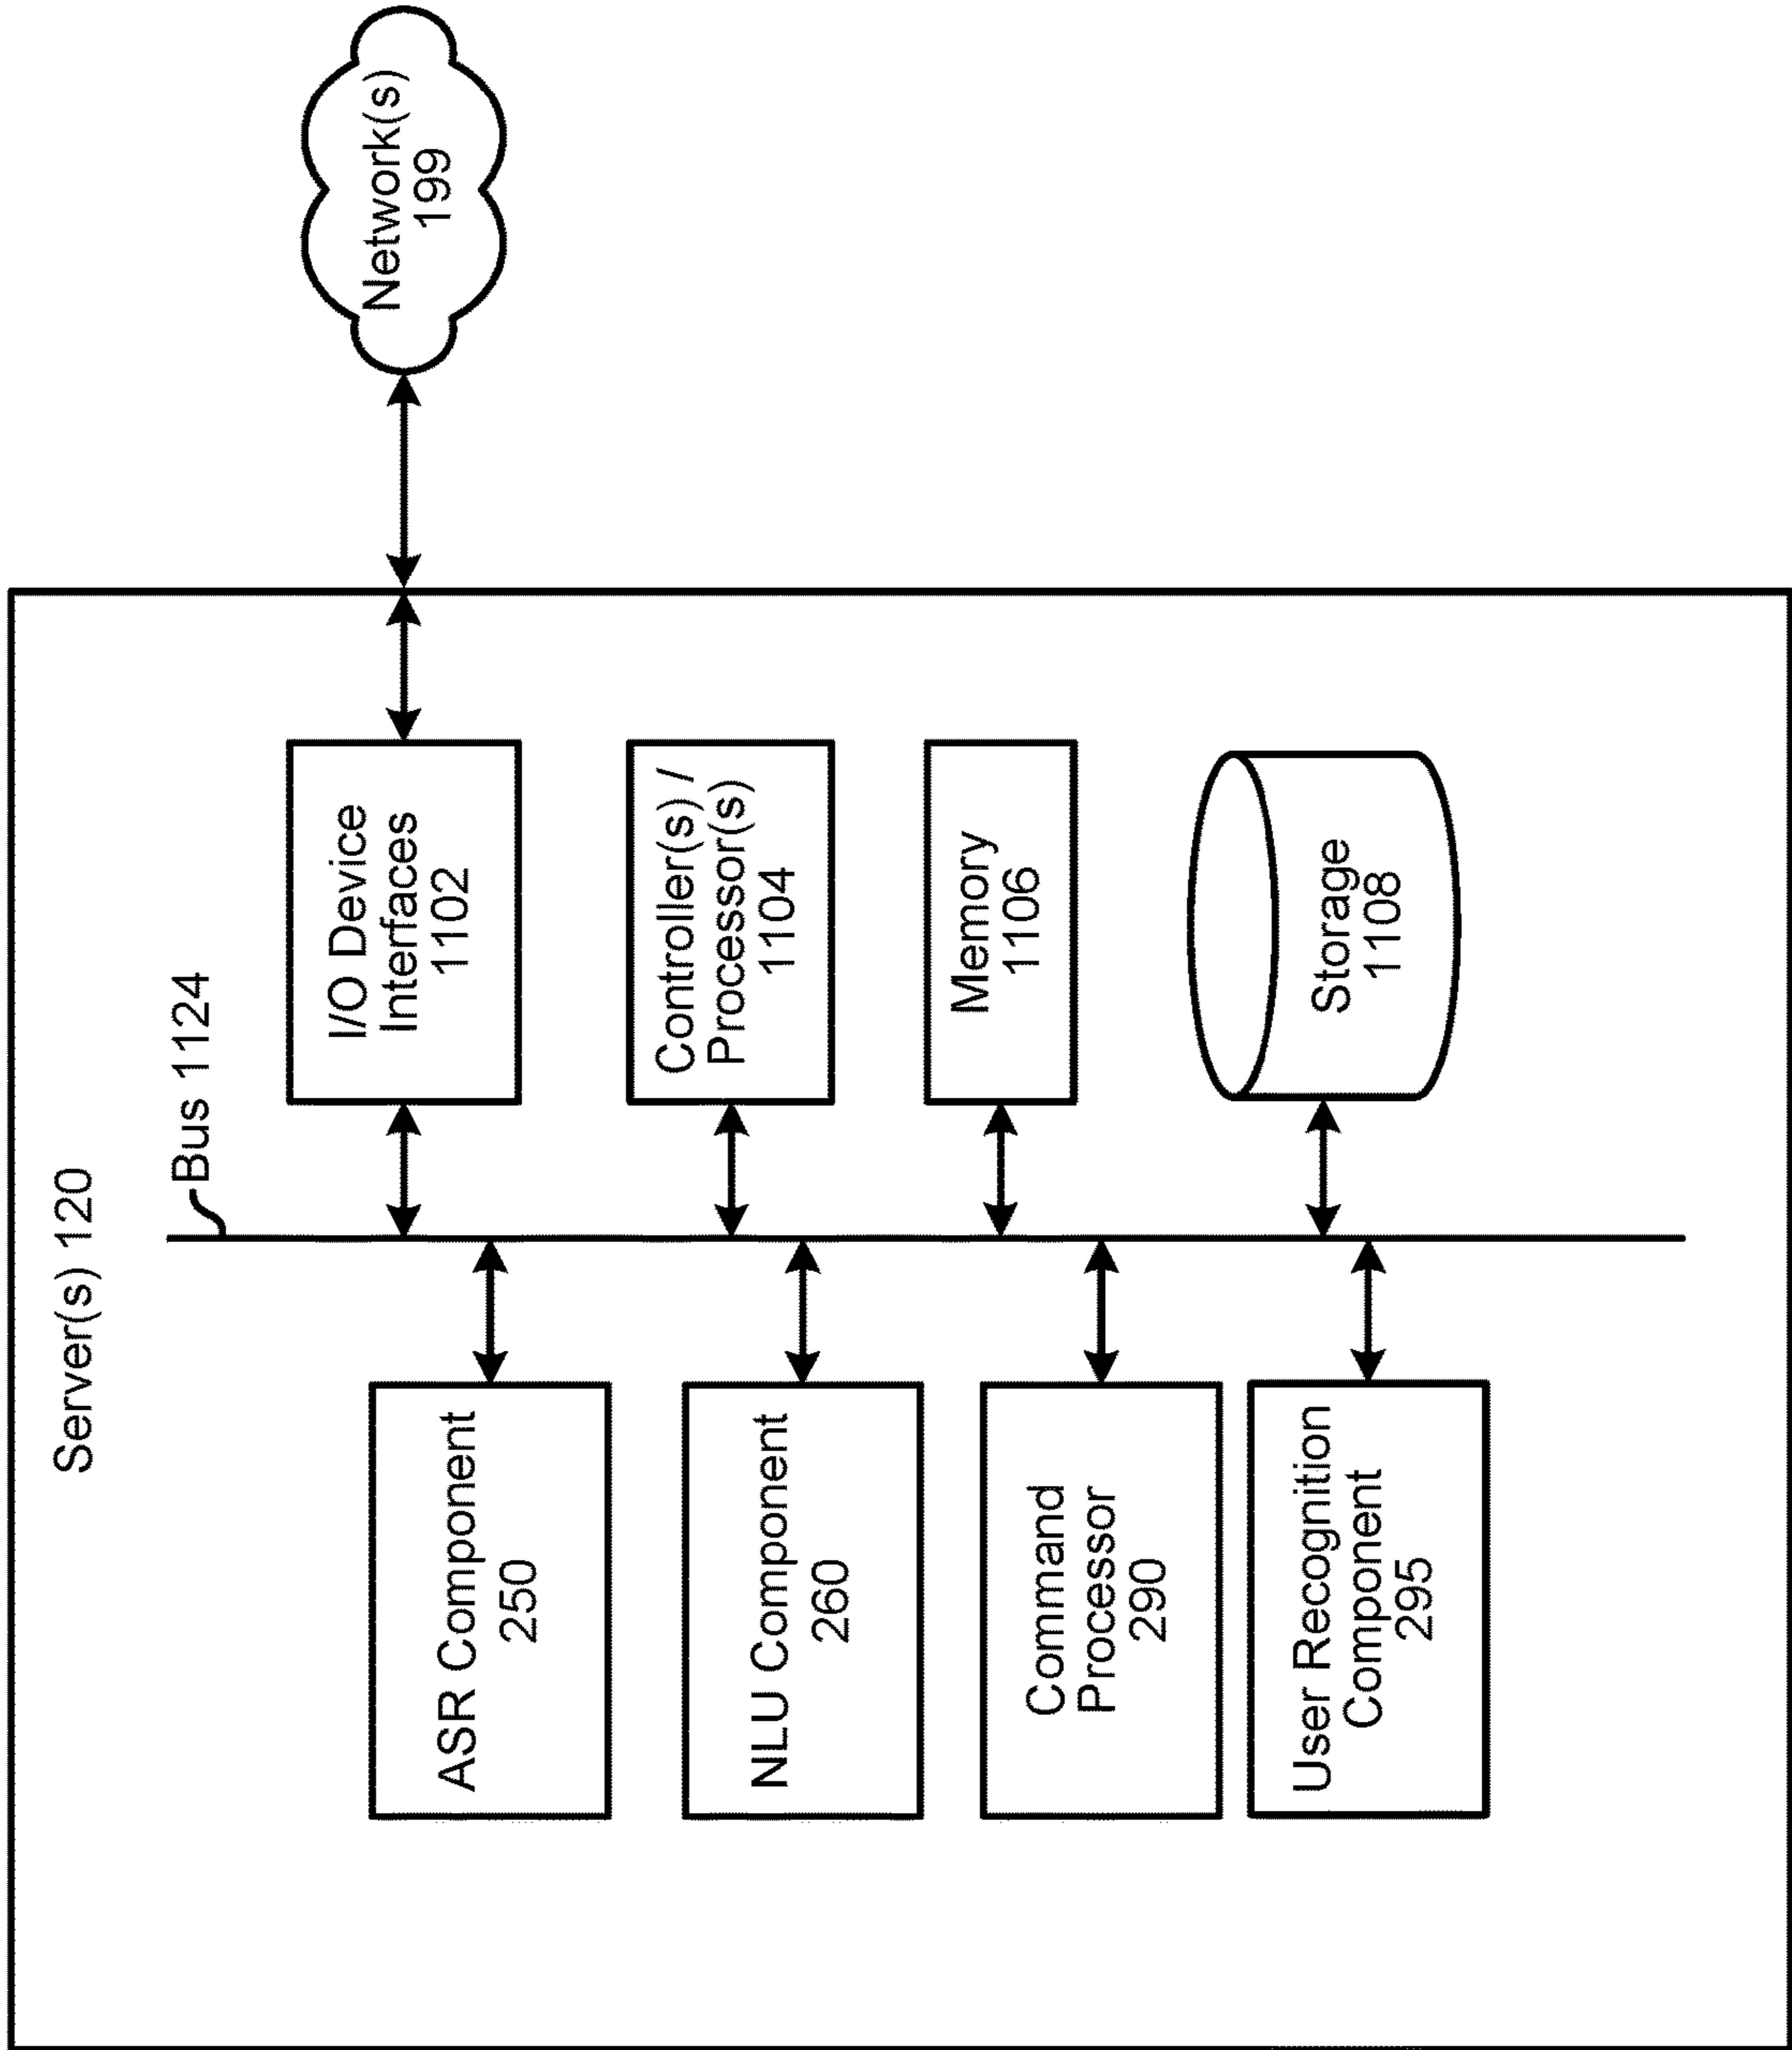 Server(s) 120
Bus 1124
ASR Component
250
NLU Component
260
Command
Processor
290
User Recognition
Component
295
I/O Device
Interfaces
1102
Controller(s) /
Processor(s)
1104
Memory
1106
Storage
1108
Network(s)
199